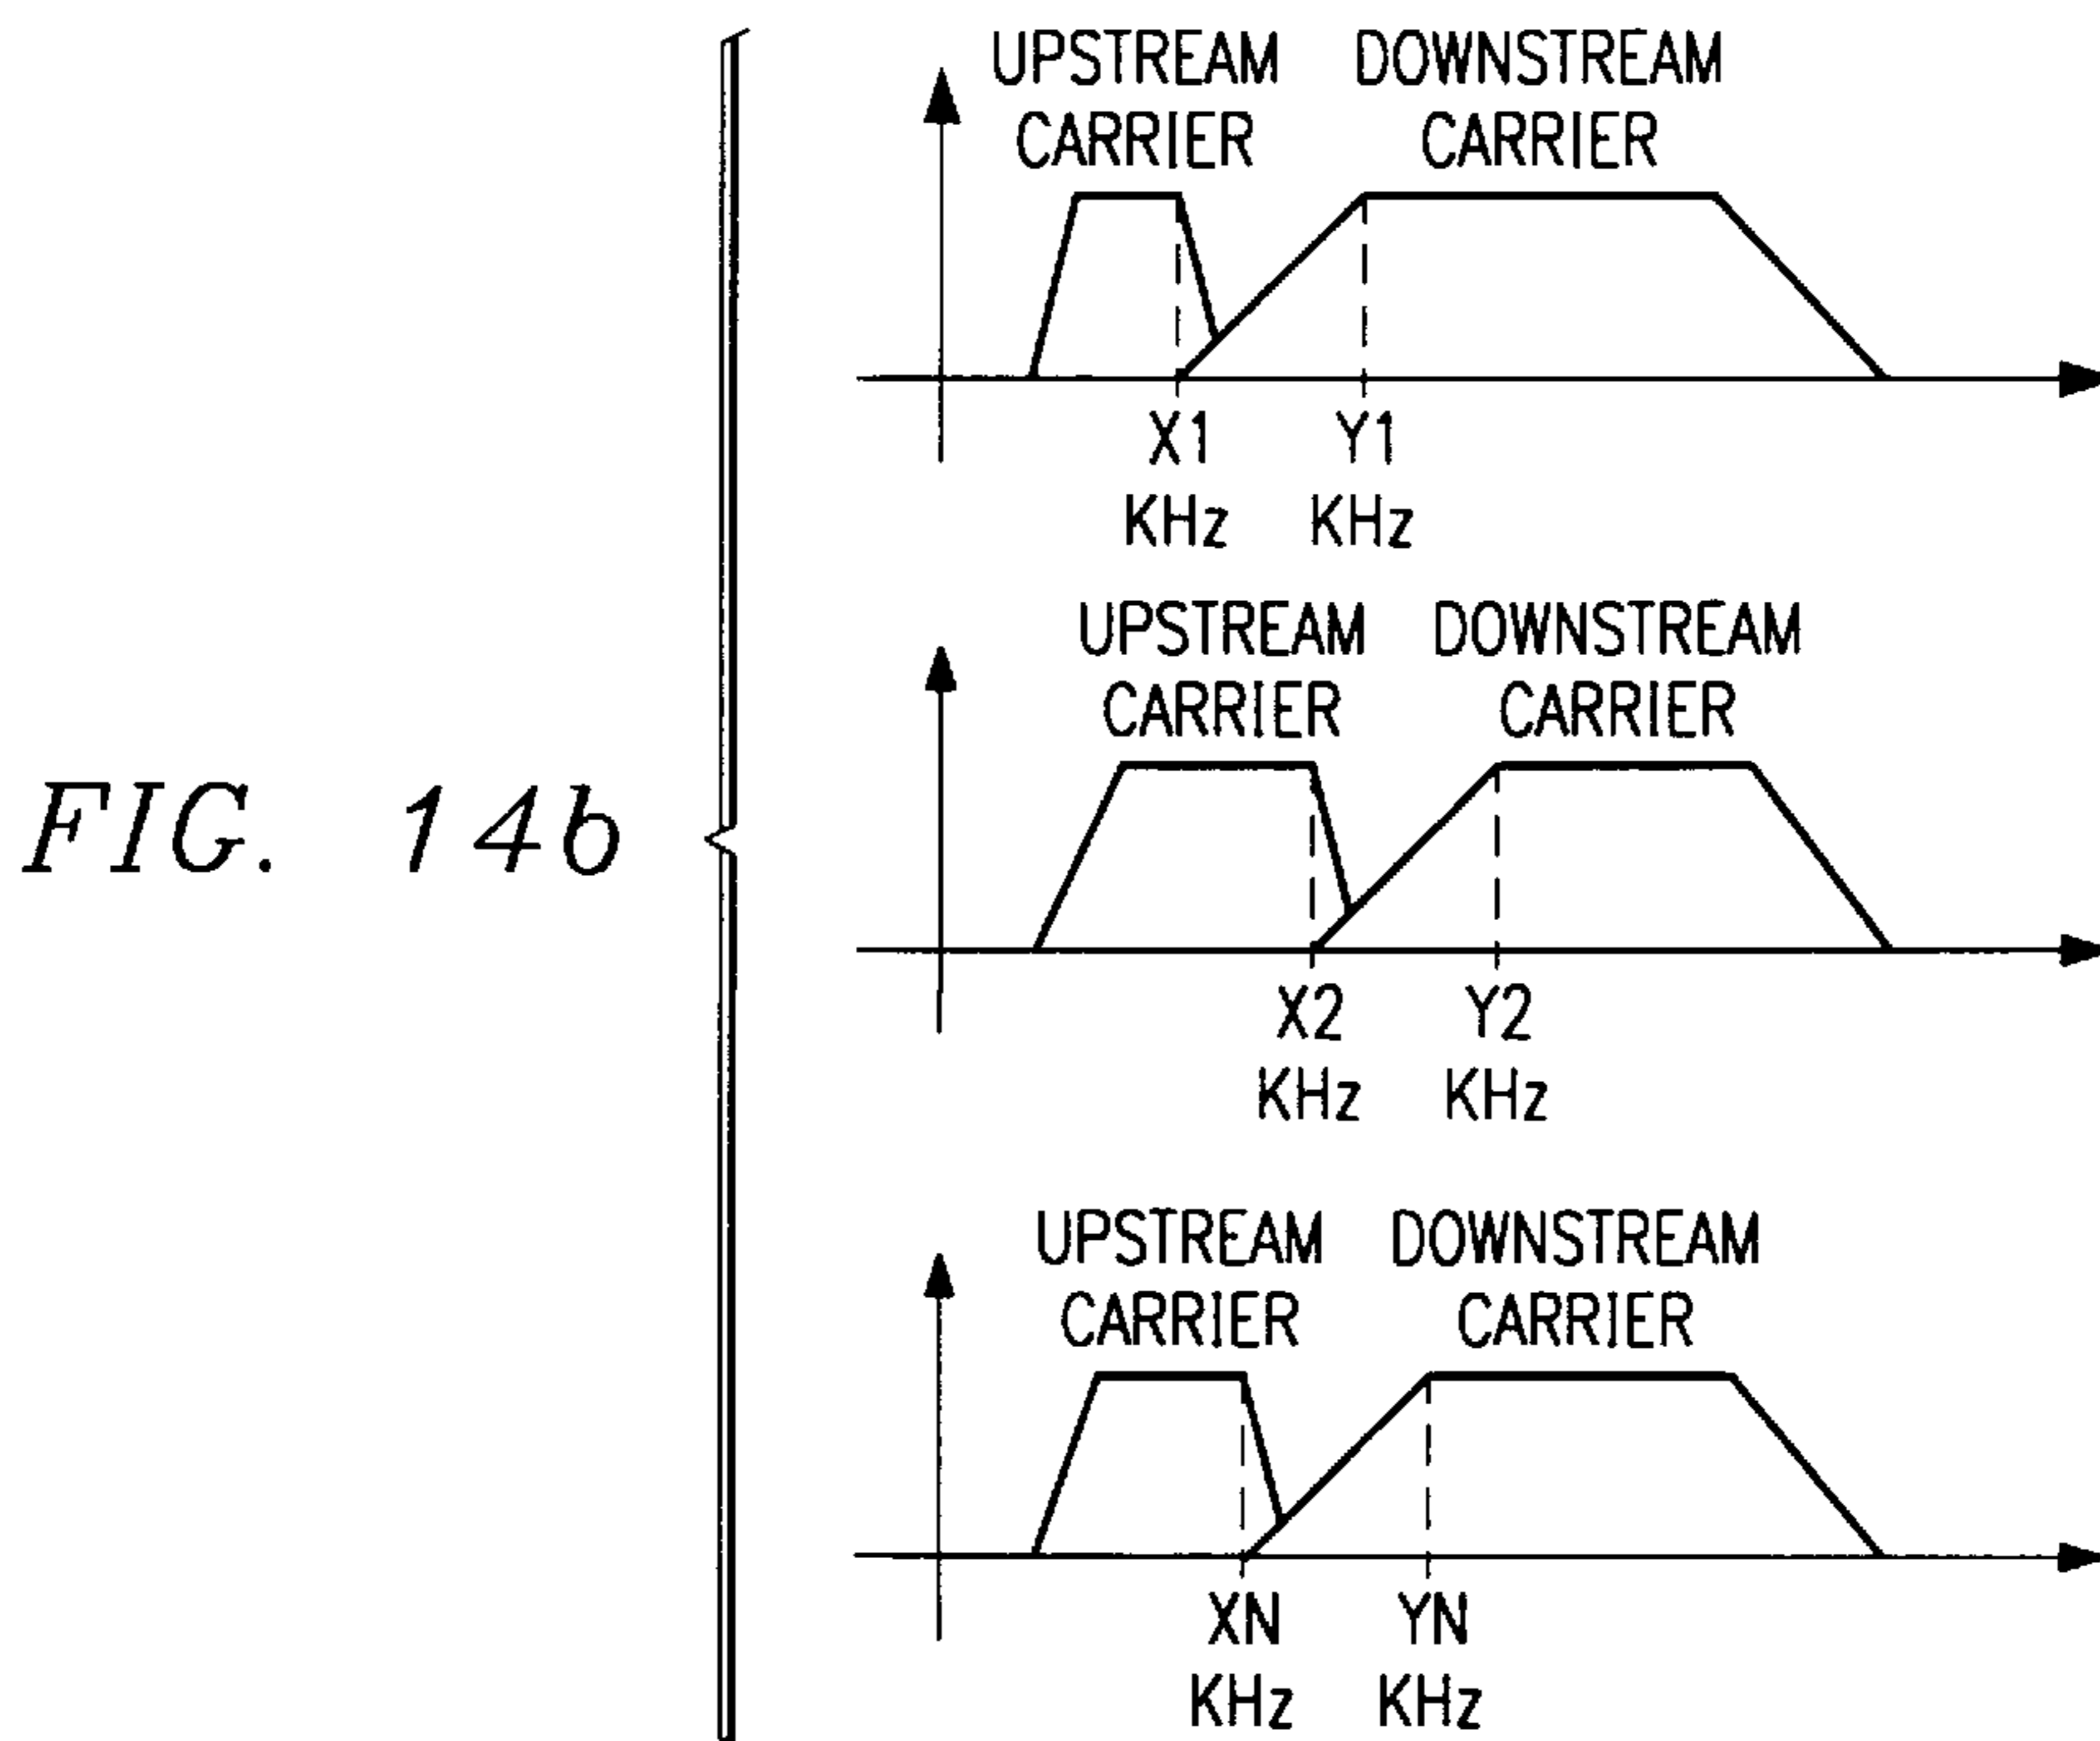 FIG. 14b
UPSTREAM CARRIER
DOWNSTREAM CARRIER
X1 KHz
Y1 KHz
UPSTREAM CARRIER
DOWNSTREAM CARRIER
X2 KHz
Y2 KHz
UPSTREAM CARRIER
DOWNSTREAM CARRIER
XN KHz
YN KHz